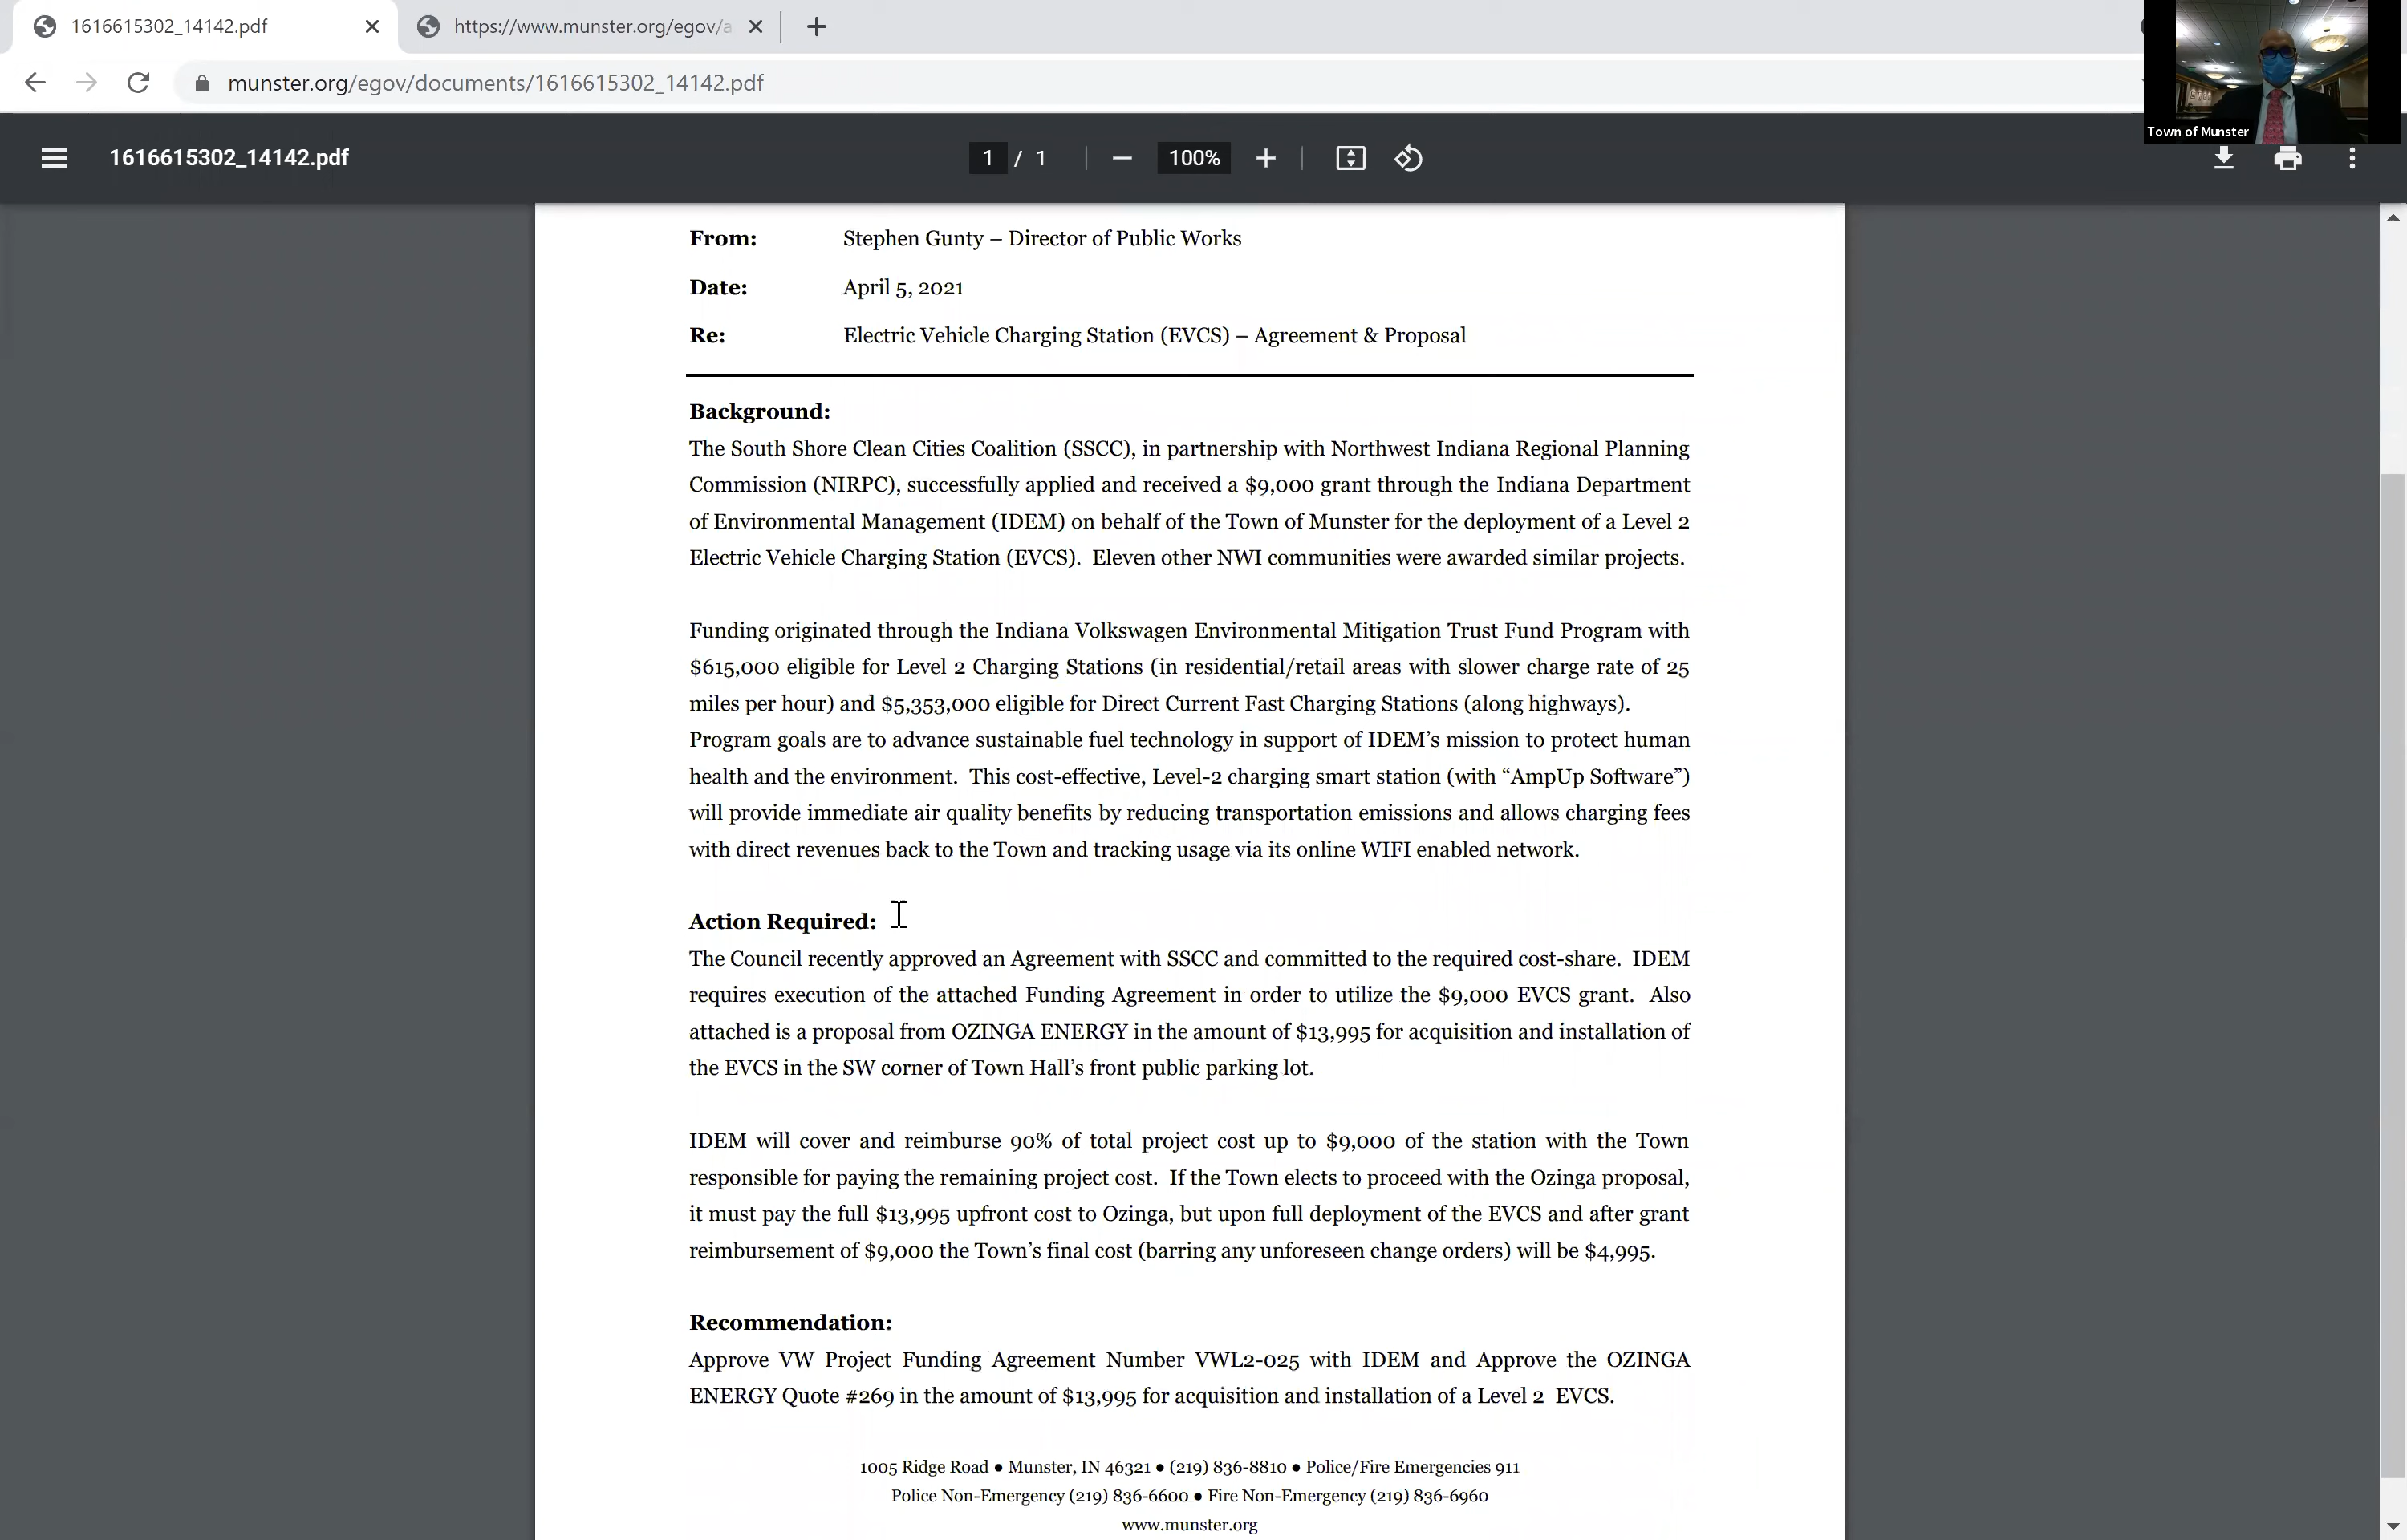 1616615302_14142.pdf
https://www.munster.org/egov/a
munster.org/egov/documents/1616615302_14142.pdf
Town of Munster
1616615302_14142.pdf
1 / 1
100%
From: Stephen Gunty – Director of Public Works
Date: April 5, 2021
Re: Electric Vehicle Charging Station (EVCS) – Agreement & Proposal
Background:
The South Shore Clean Cities Coalition (SSCC), in partnership with Northwest Indiana Regional Planning
Commission (NIRPC), successfully applied and received a $9,000 grant through the Indiana Department
of Environmental Management (IDEM) on behalf of the Town of Munster for the deployment of a Level 2
Electric Vehicle Charging Station (EVCS). Eleven other NWI communities were awarded similar projects.
Funding originated through the Indiana Volkswagen Environmental Mitigation Trust Fund Program with
$615,000 eligible for Level 2 Charging Stations (in residential/retail areas with slower charge rate of 25
miles per hour) and $5,353,000 eligible for Direct Current Fast Charging Stations (along highways).
Program goals are to advance sustainable fuel technology in support of IDEM's mission to protect human
health and the environment. This cost-effective, Level-2 charging smart station (with “AmpUp Software”)
will provide immediate air quality benefits by reducing transportation emissions and allows charging fees
with direct revenues back to the Town and tracking usage via its online WIFI enabled network.
Action Required:
The Council recently approved an Agreement with SSCC and committed to the required cost-share. IDEM
requires execution of the attached Funding Agreement in order to utilize the $9,000 EVCS grant. Also
attached is a proposal from OZINGA ENERGY in the amount of $13,995 for acquisition and installation of
the EVCS in the SW corner of Town Hall's front public parking lot.
IDEM will cover and reimburse 90% of total project cost up to $9,000 of the station with the Town
responsible for paying the remaining project cost. If the Town elects to proceed with the Ozinga proposal,
it must pay the full $13,995 upfront cost to Ozinga, but upon full deployment of the EVCS and after grant
reimbursement of $9,000 the Town's final cost (barring any unforeseen change orders) will be $4,995.
Recommendation:
Approve VW Project Funding Agreement Number VWL2-025 with IDEM and Approve the OZINGA
ENERGY Quote #269 in the amount of $13,995 for acquisition and installation of a Level 2 EVCS.
1005 Ridge Road ● Munster, IN 46321 ● (219) 836-8810 ● Police/Fire Emergencies 911
Police Non-Emergency (219) 836-6600 ● Fire Non-Emergency (219) 836-6960
www.munster.org